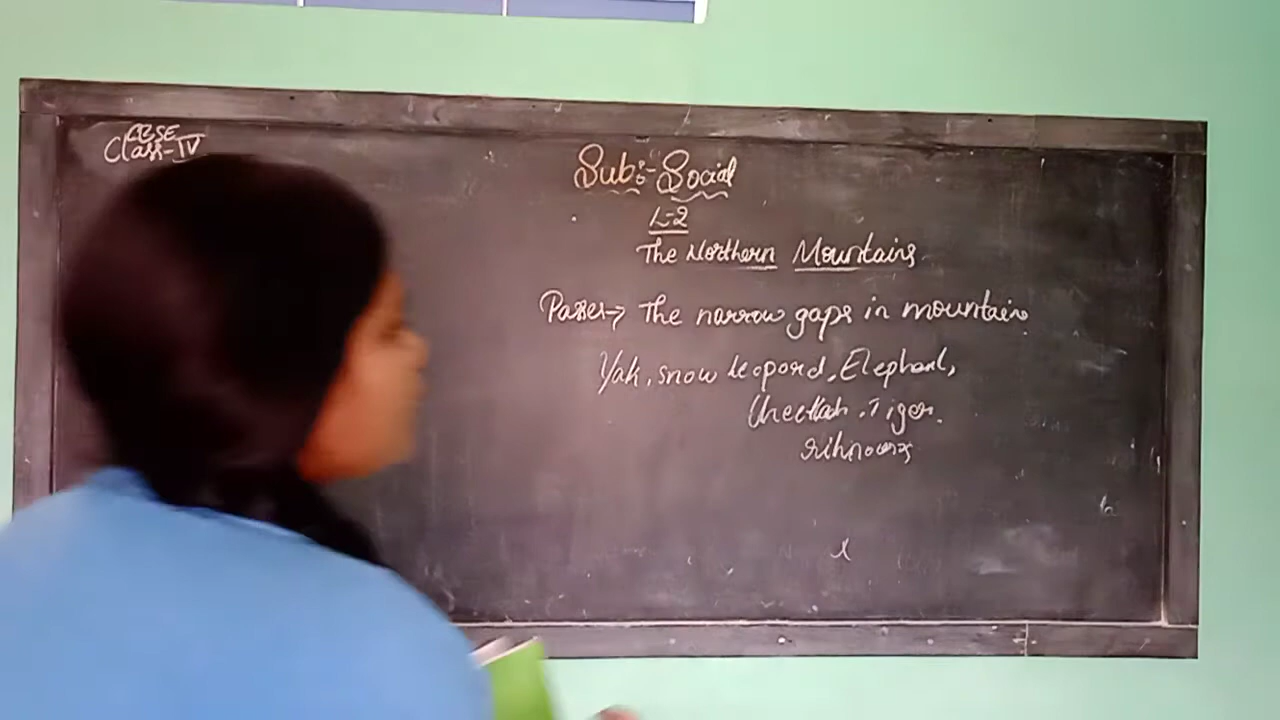 CBSE
Class-IV
Sub:- Social
L-2
The Northern Mountains
Passes→ The narrow gaps in mountains
Yak, snow leopard, Elephant,
Cheetah, Tiger.